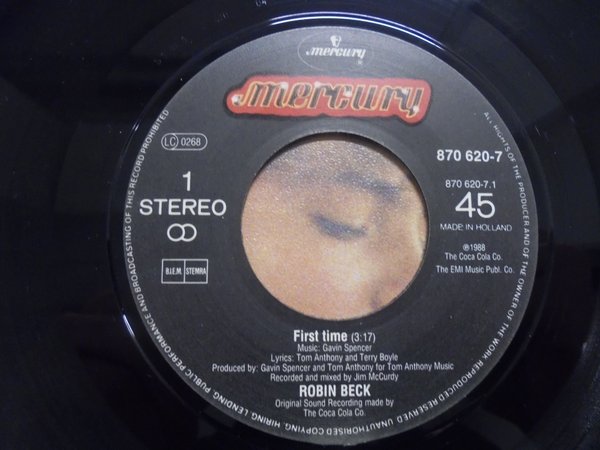 mercury
®
mercury
LC 0268
870 620-7
1
STEREO
870 620-7.1
45
MADE IN HOLLAND
℗1988
The Coca Cola Co.
The EMI Music Publ. Co.
B.I.E.M. STEMRA
First time (3:17)
Music: Gavin Spencer
Lyrics: Tom Anthony and Terry Boyle
Produced by: Gavin Spencer and Tom Anthony for Tom Anthony Music
Recorded and mixed by Jim McCurdy
ROBIN BECK
Original Sound Recording made by
The Coca Cola Co.
ALL RIGHTS OF THE PRODUCER AND OF THE OWNER OF THE WORK REPRODUCED RESERVED UNAUTHORISED COPYING, HIRING, LENDING, PUBLIC PERFORMANCE AND BROADCASTING OF THIS RECORD PROHIBITED